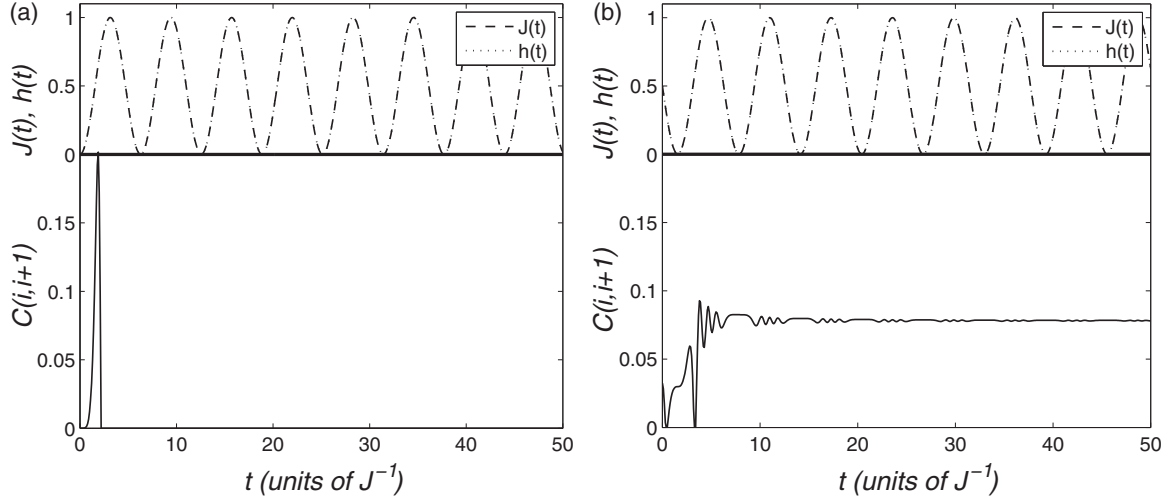 (a)
J(t), h(t)
1
0.5
0
J(t)
h(t)
C(i,i+1)
0.15
0.1
0.05
0
0 10 20 30 40 50
t (units of J⁻¹)
(b)
J(t), h(t)
1
0.5
0
J(t)
h(t)
C(i,i+1)
0.15
0.1
0.05
0
0 10 20 30 40 50
t (units of J⁻¹)